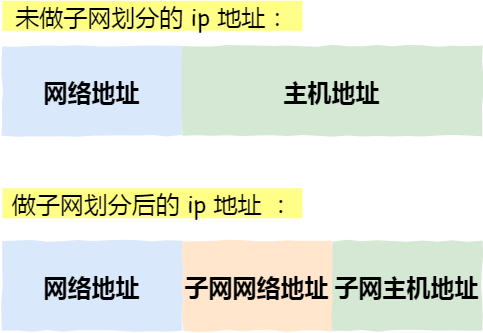 未做子网划分的 ip 地址：
网络地址 主机地址
做子网划分后的 ip 地址 ：
网络地址 子网网络地址 子网主机地址